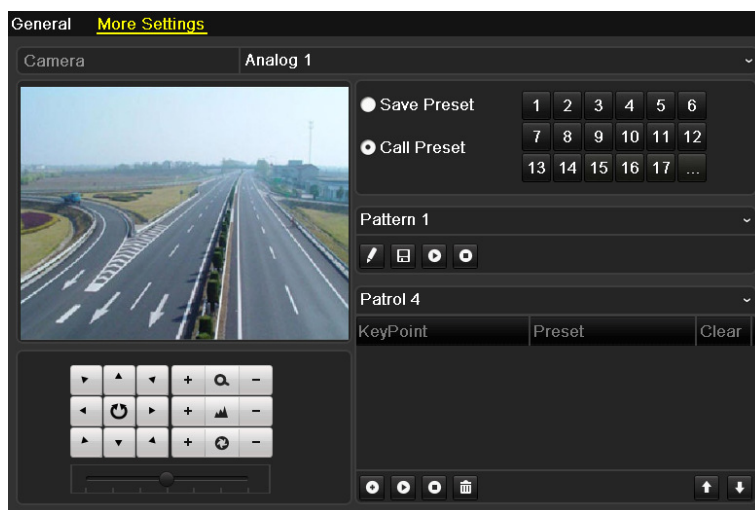 General More Settings
Camera Analog 1
Save Preset
Call Preset
1 2 3 4 5 6
7 8 9 10 11 12
13 14 15 16 17 ...
Pattern 1
Patrol 4
KeyPoint Preset Clear
+ -
+ -
+ -